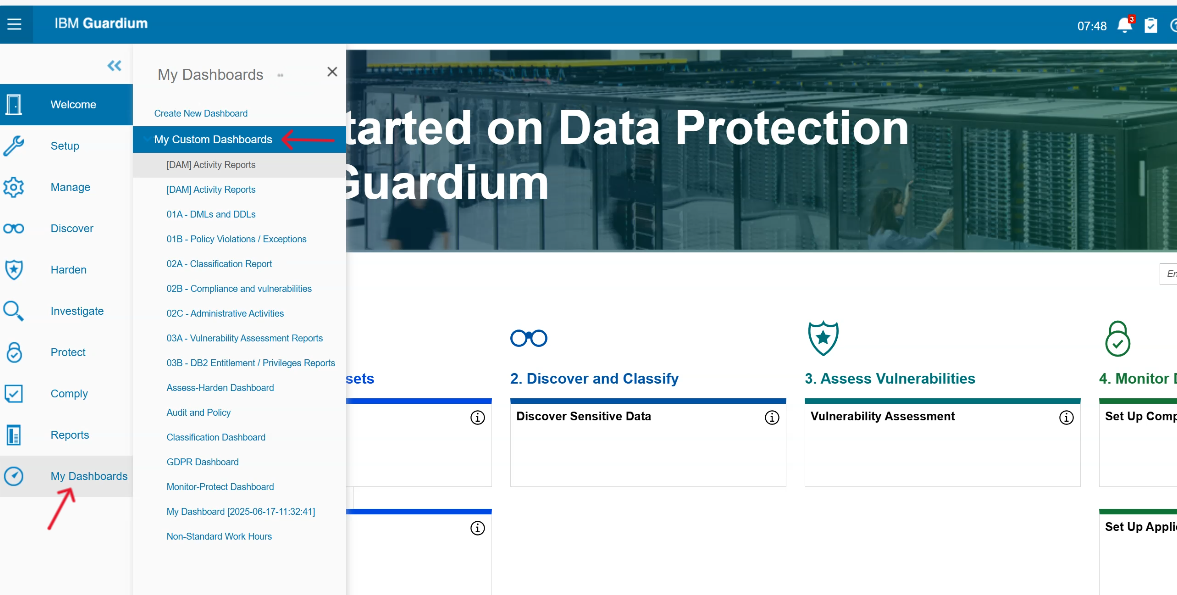 IBM Guardium
07:48
3
My Dashboards
Welcome
Setup
Manage
Discover
Harden
Investigate
Protect
Comply
Reports
My Dashboards
Create New Dashboard
My Custom Dashboards
[DAM] Activity Reports
[DAM] Activity Reports
01A - DMLs and DDLs
01B - Policy Violations / Exceptions
02A - Classification Report
02B - Compliance and vulnerabilities
02C - Administrative Activities
03A - Vulnerability Assessment Reports
03B - DB2 Entitlement / Privileges Reports
Assess-Harden Dashboard
Audit and Policy
Classification Dashboard
GDPR Dashboard
Monitor-Protect Dashboard
My Dashboard [2025-06-17-11:32:41]
Non-Standard Work Hours
tarted on Data Protection
Guardium
En
sets
2. Discover and Classify
Discover Sensitive Data
3. Assess Vulnerabilities
Vulnerability Assessment
4. Monitor
Set Up Comp
Set Up Appli